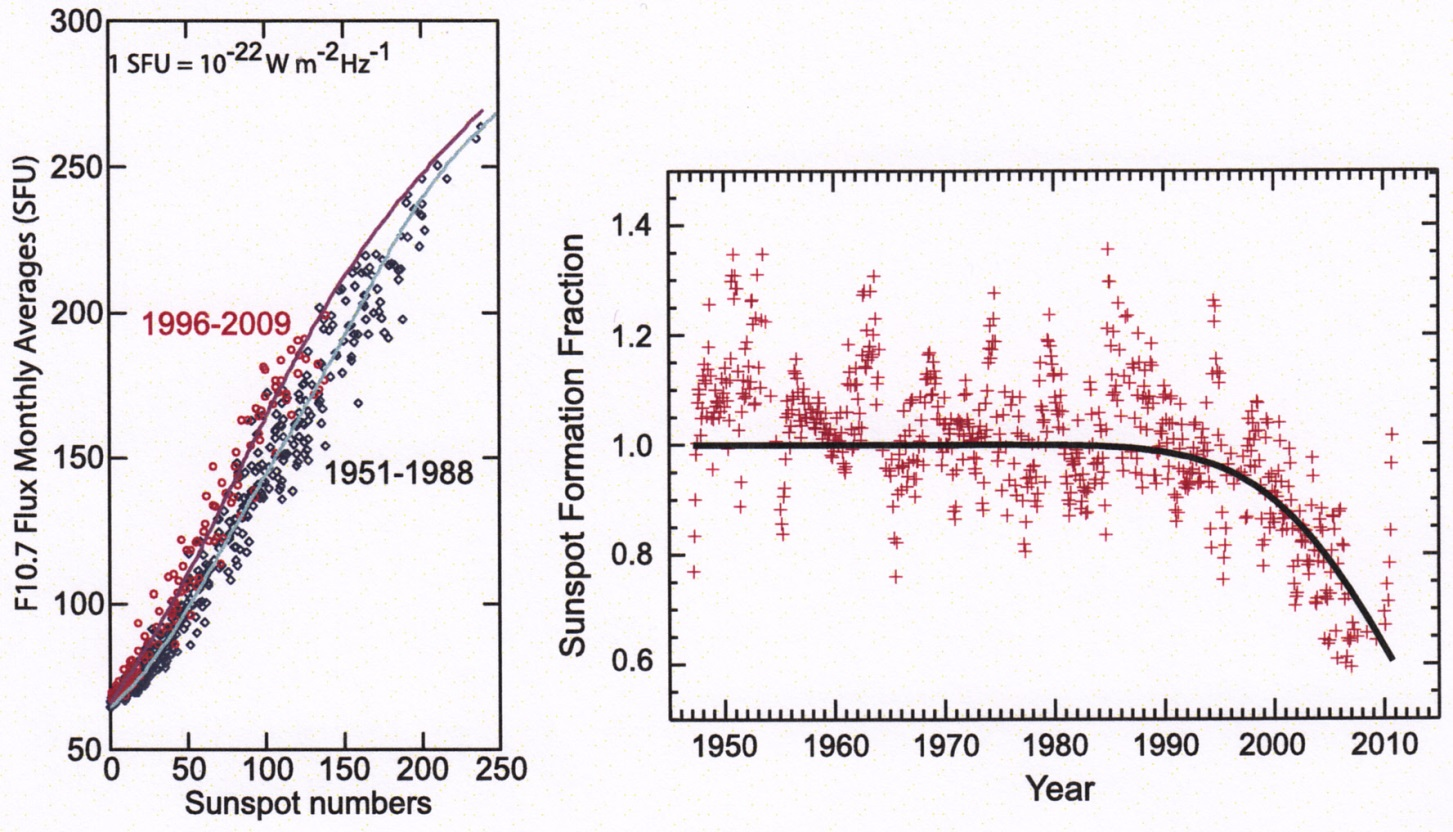 300
250
200
150
100
50
0 50 100 150 200 250
F10.7 Flux Monthly Averages (SFU)
Sunspot numbers
1 SFU = 10⁻²² W m⁻² Hz⁻¹
1996-2009
1951-1988
Sunspot Formation Fraction
1.4
1.2
1.0
0.8
0.6
1950 1960 1970 1980 1990 2000 2010
Year